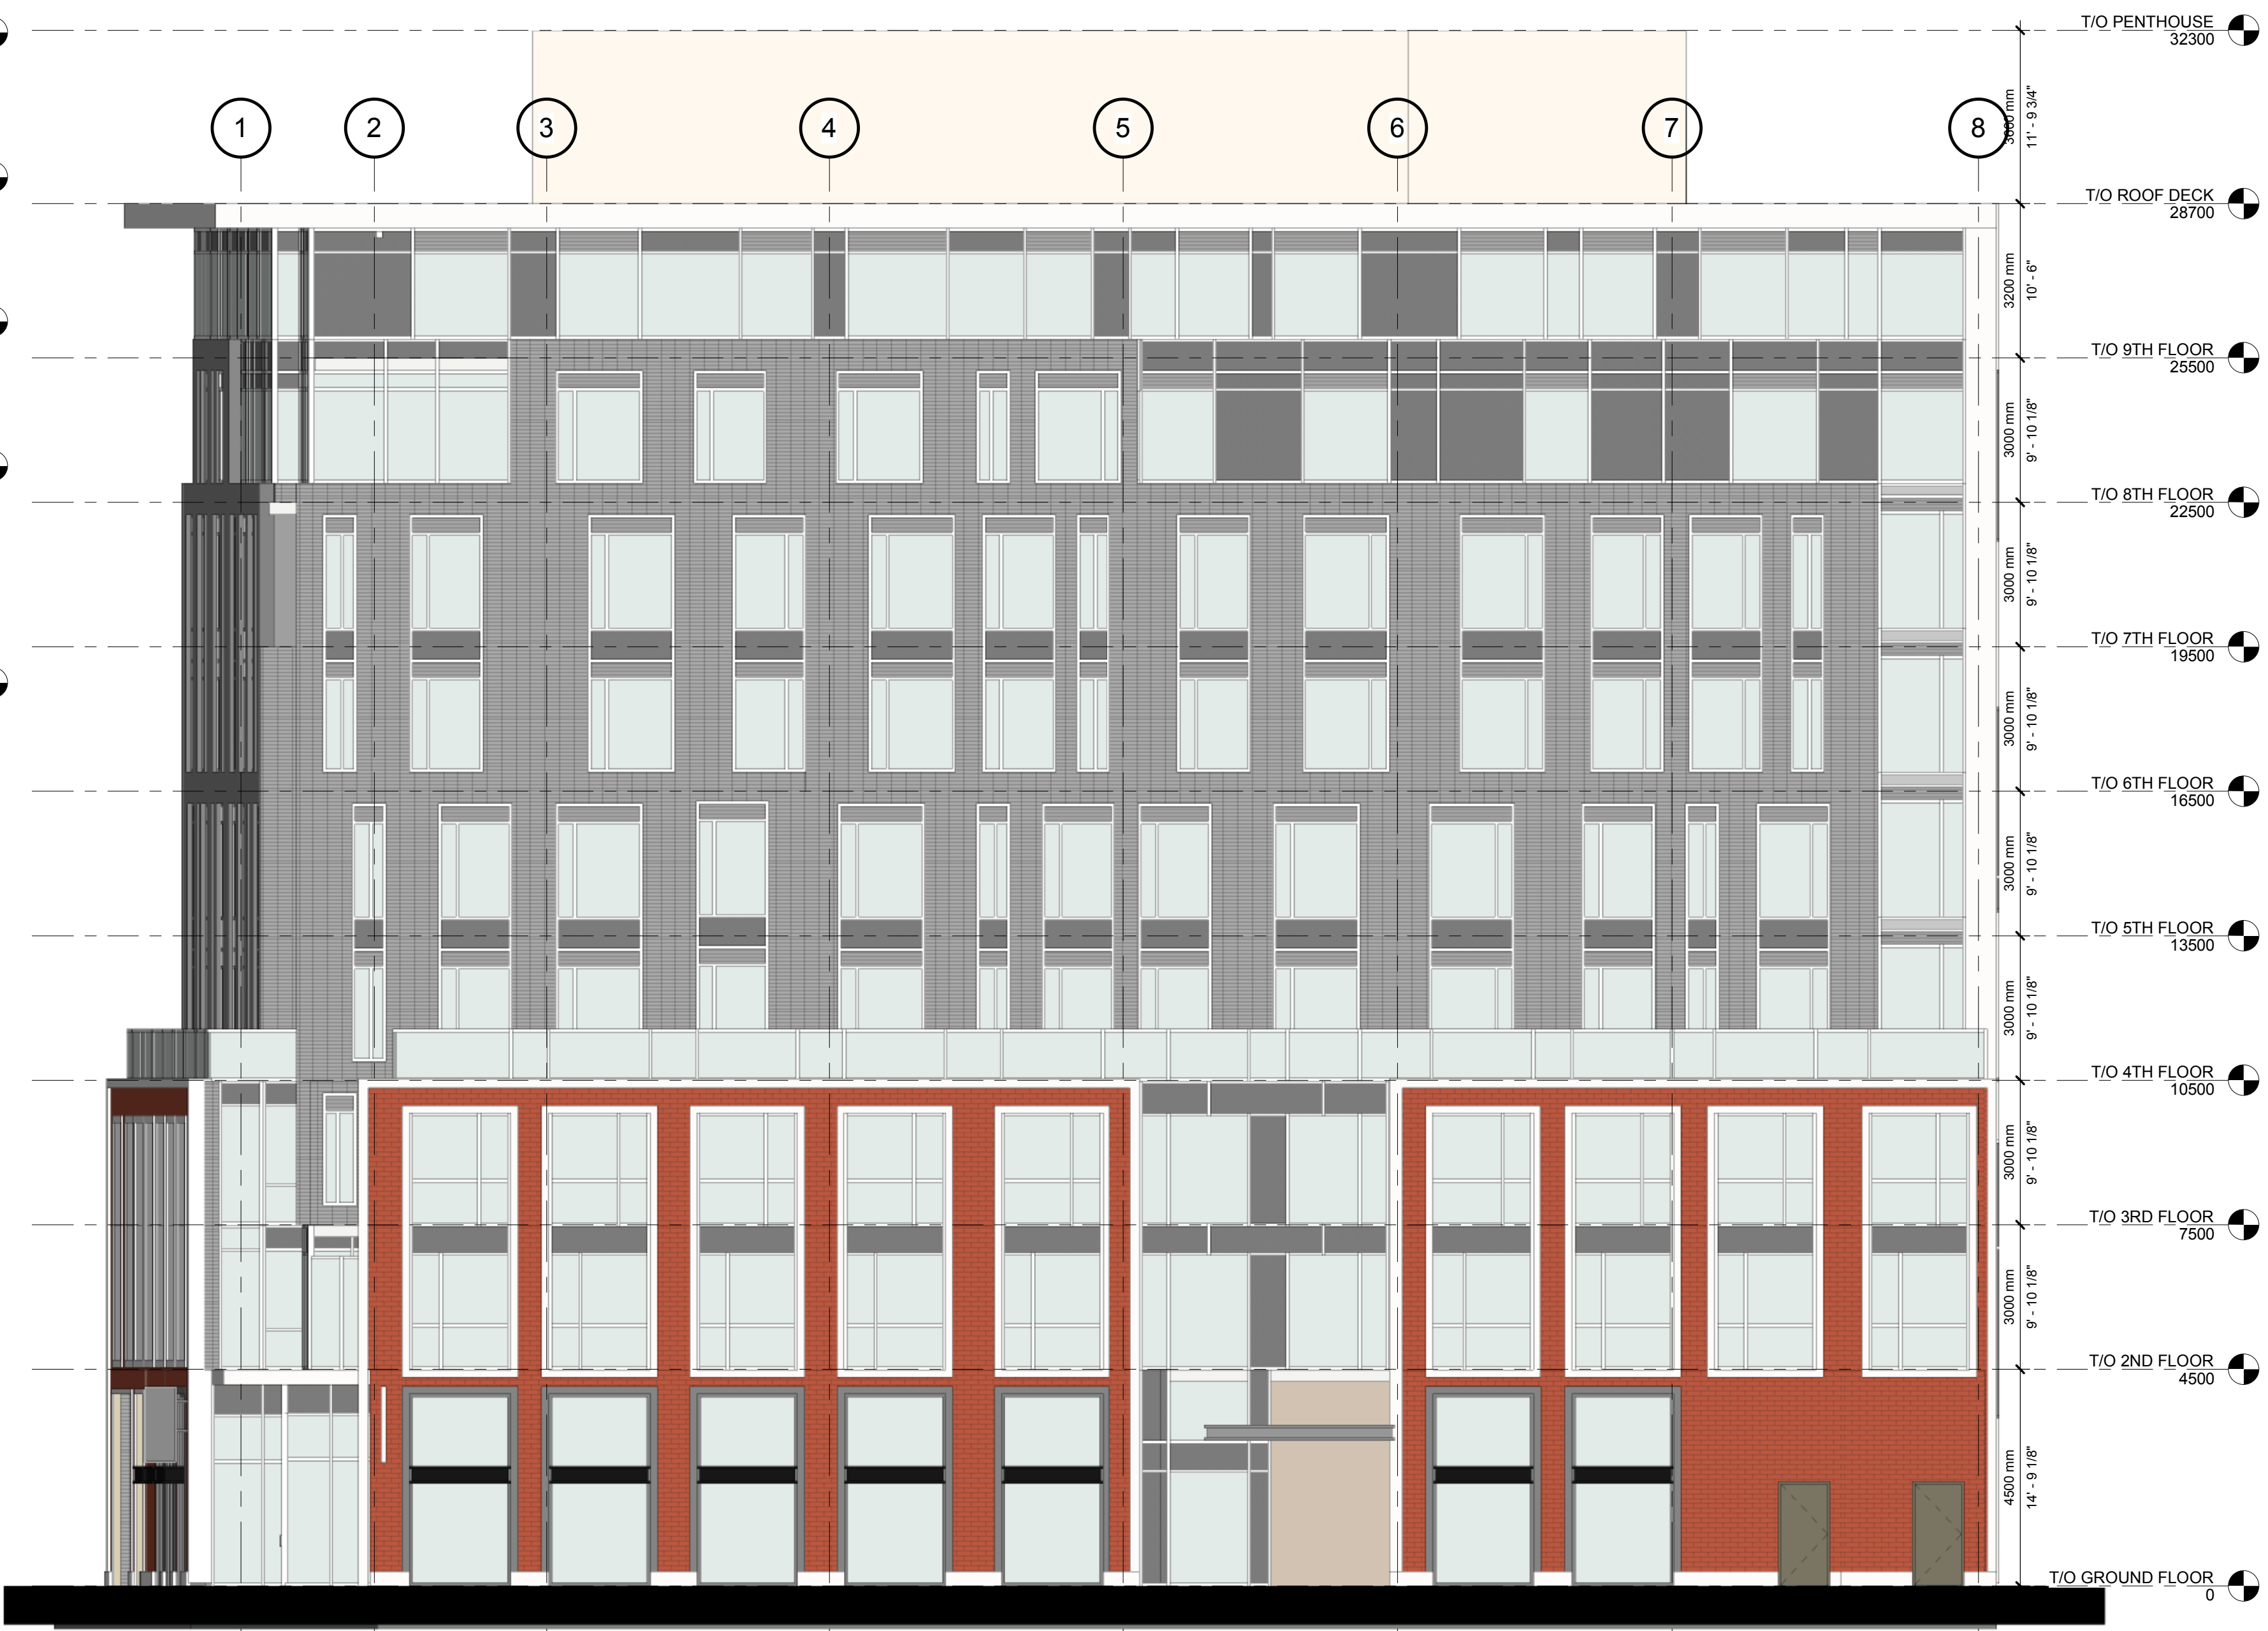 T/O PENTHOUSE
32300
3600 mm
11' - 9 3/4"
1
2
3
4
5
6
7
8
T/O ROOF DECK
28700
3200 mm
10' - 6"
T/O 9TH FLOOR
25500
3000 mm
9' - 10 1/8"
T/O 8TH FLOOR
22500
3000 mm
9' - 10 1/8"
T/O 7TH FLOOR
19500
3000 mm
9' - 10 1/8"
T/O 6TH FLOOR
16500
3000 mm
9' - 10 1/8"
T/O 5TH FLOOR
13500
3000 mm
9' - 10 1/8"
T/O 4TH FLOOR
10500
3000 mm
9' - 10 1/8"
T/O 3RD FLOOR
7500
3000 mm
9' - 10 1/8"
T/O 2ND FLOOR
4500
4500 mm
14' - 9 1/8"
T/O GROUND FLOOR
0